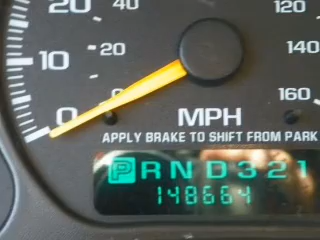 20 40 120
10 20 140
0 0 MPH 160
APPLY BRAKE TO SHIFT FROM PARK
P R N D 3 2 1
148664